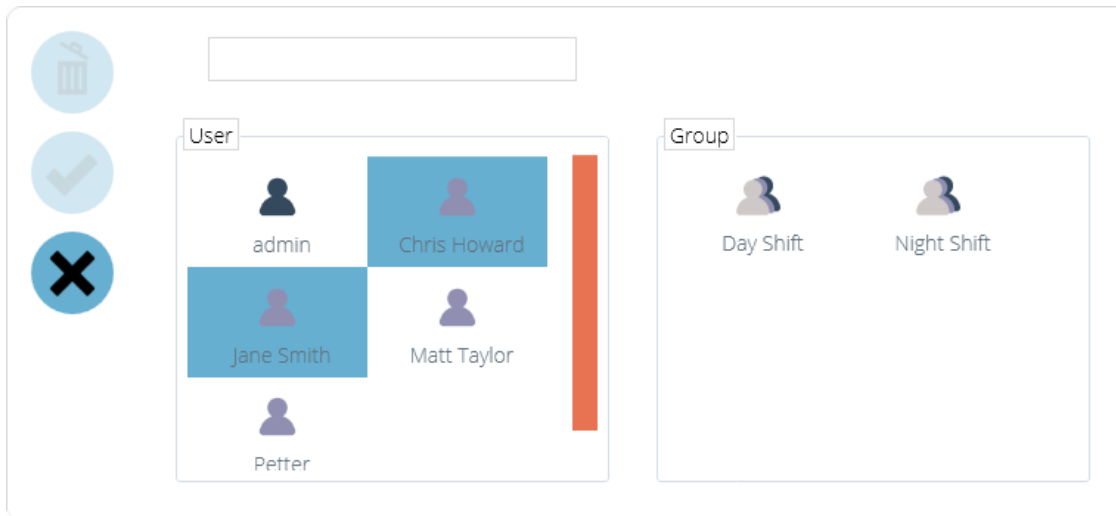 User
Group
admin
Chris Howard
Day Shift
Night Shift
Jane Smith
Matt Taylor
Petter